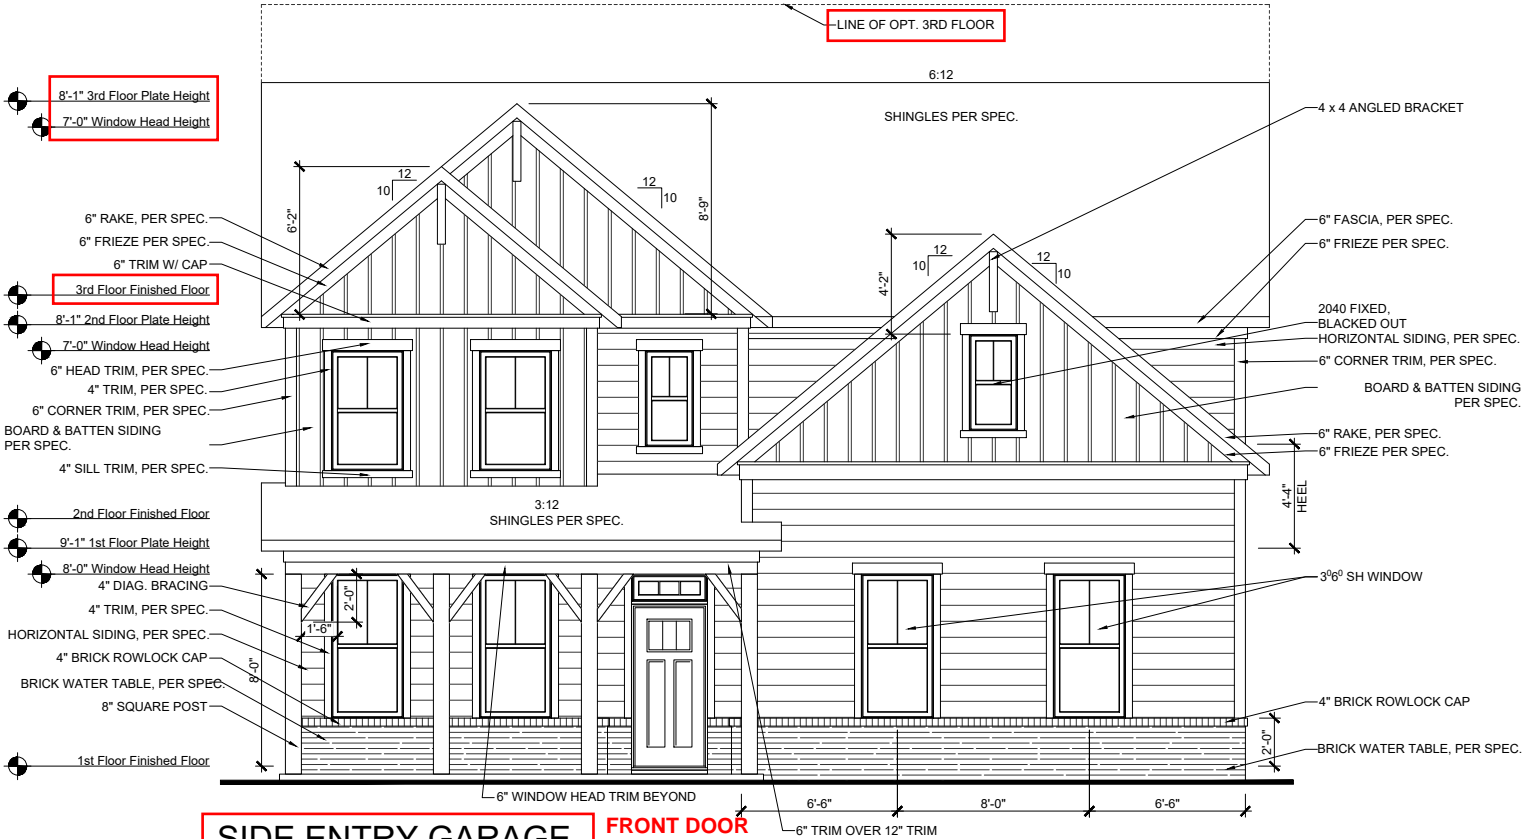 LINE OF OPT. 3RD FLOOR
6:12
8'-1" 3rd Floor Plate Height
7'-0" Window Head Height
SHINGLES PER SPEC.
4 x 4 ANGLED BRACKET
12
10
12
10
6'-2"
8'-9"
6" RAKE, PER SPEC.
6" FRIEZE PER SPEC.
6" TRIM W/ CAP
3rd Floor Finished Floor
8'-1" 2nd Floor Plate Height
7'-0" Window Head Height
6" HEAD TRIM, PER SPEC.
4" TRIM, PER SPEC.
6" CORNER TRIM, PER SPEC.
BOARD & BATTEN SIDING
PER SPEC.
4" SILL TRIM, PER SPEC.
12
10
12
10
4'-2"
6" FASCIA, PER SPEC.
6" FRIEZE PER SPEC.
2040 FIXED,
BLACKED OUT
HORIZONTAL SIDING, PER SPEC.
6" CORNER TRIM, PER SPEC.
BOARD & BATTEN SIDING
PER SPEC.
6" RAKE, PER SPEC.
6" FRIEZE PER SPEC.
4'-4"
HEEL
3:12
SHINGLES PER SPEC.
2nd Floor Finished Floor
9'-1" 1st Floor Plate Height
8'-0" Window Head Height
4" DIAG. BRACING
4" TRIM, PER SPEC.
HORIZONTAL SIDING, PER SPEC.
4" BRICK ROWLOCK CAP
BRICK WATER TABLE, PER SPEC.
8" SQUARE POST
1st Floor Finished Floor
8'-0"
2'-0"
1'-6"
3⁰6⁰ SH WINDOW
4" BRICK ROWLOCK CAP
2'-0"
BRICK WATER TABLE, PER SPEC.
6" WINDOW HEAD TRIM BEYOND
6'-6"
8'-0"
6'-6"
SIDE ENTRY GARAGE
FRONT DOOR
6" TRIM OVER 12" TRIM